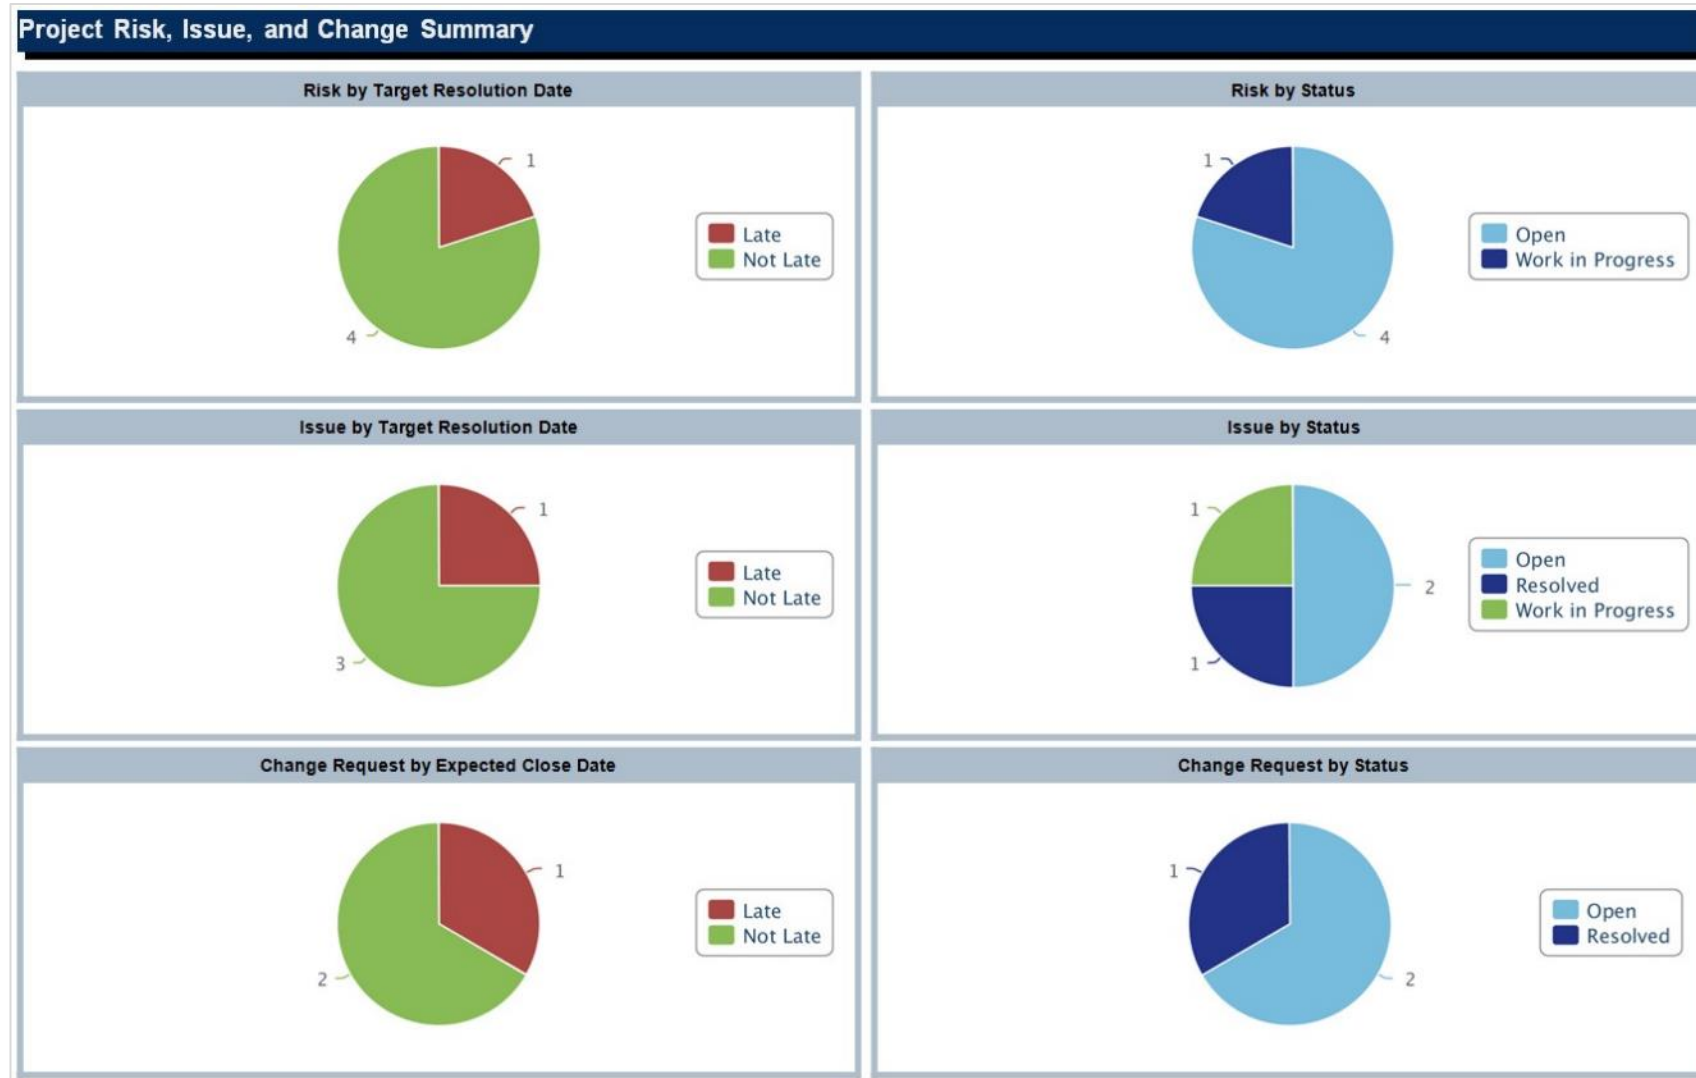 Project Risk, Issue, and Change Summary
Risk by Target Resolution Date
1
4
Late
Not Late
Risk by Status
1
4
Open
Work in Progress
Issue by Target Resolution Date
1
3
Late
Not Late
Issue by Status
1
2
1
Open
Resolved
Work in Progress
Change Request by Expected Close Date
1
2
Late
Not Late
Change Request by Status
1
2
Open
Resolved